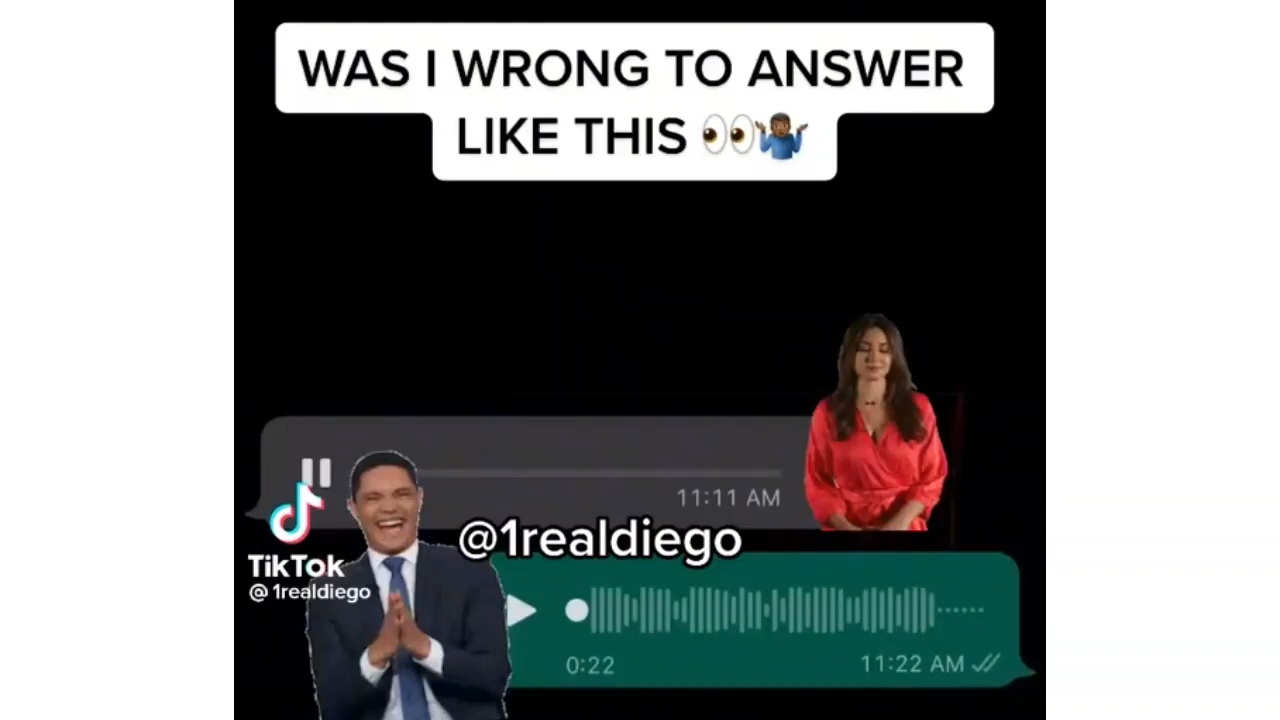 WAS I WRONG TO ANSWER
LIKE THIS 👀🤷🏾‍♂️
11:11 AM
@1realdiego
TikTok
@ 1realdiego
0:22
11:22 AM